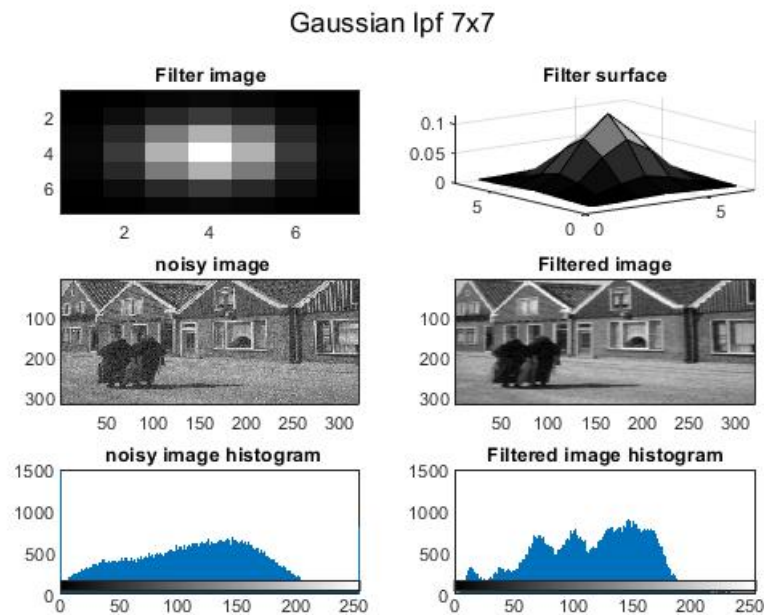 Gaussian lpf 7x7
Filter image
Filter surface
2
4
6
2 4 6
0.1
0.05
0
5
0
0
5
noisy image
Filtered image
100
200
300
50 100 150 200 250 300
100
200
300
50 100 150 200 250 300
noisy image histogram
Filtered image histogram
1500
1000
500
0
0 50 100 150 200 250
1500
1000
500
0
0 50 100 150 200 250